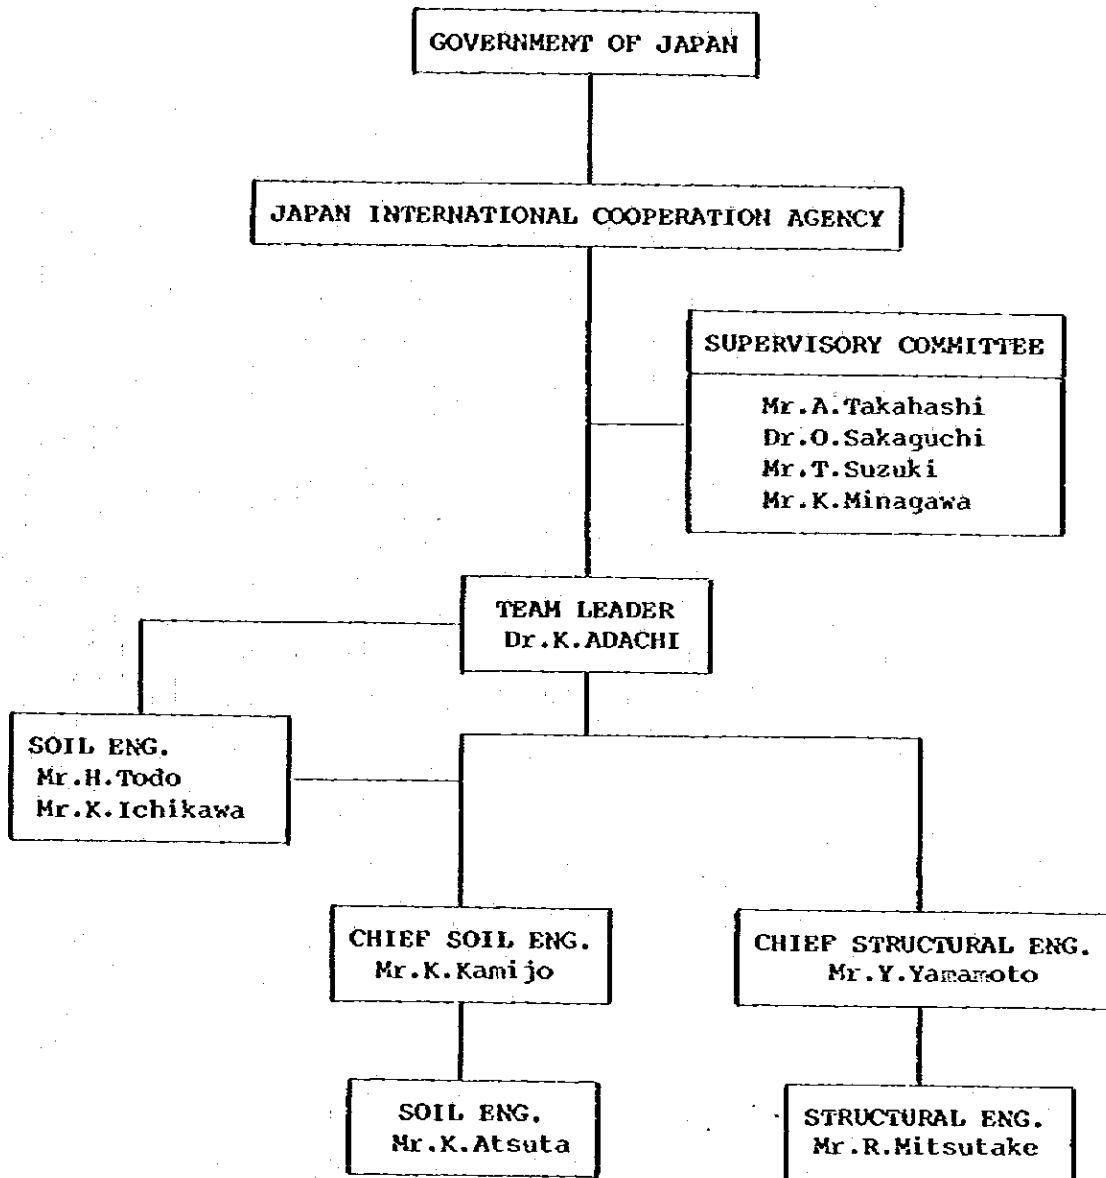 GOVERNMENT OF JAPAN
JAPAN INTERNATIONAL COOPERATION AGENCY
SUPERVISORY COMMITTEE
Mr.A.Takahashi
Dr.O.Sakaguchi
Mr.T.Suzuki
Mr.K.Minagawa
TEAM LEADER
Dr.K.ADACHI
SOIL ENG.
Mr.H.Todo
Mr.K.Ichikawa
CHIEF SOIL ENG.
Mr.K.Kamijo
CHIEF STRUCTURAL ENG.
Mr.Y.Yamamoto
SOIL ENG.
Mr.K.Atsuta
STRUCTURAL ENG.
Mr.R.Mitsutake